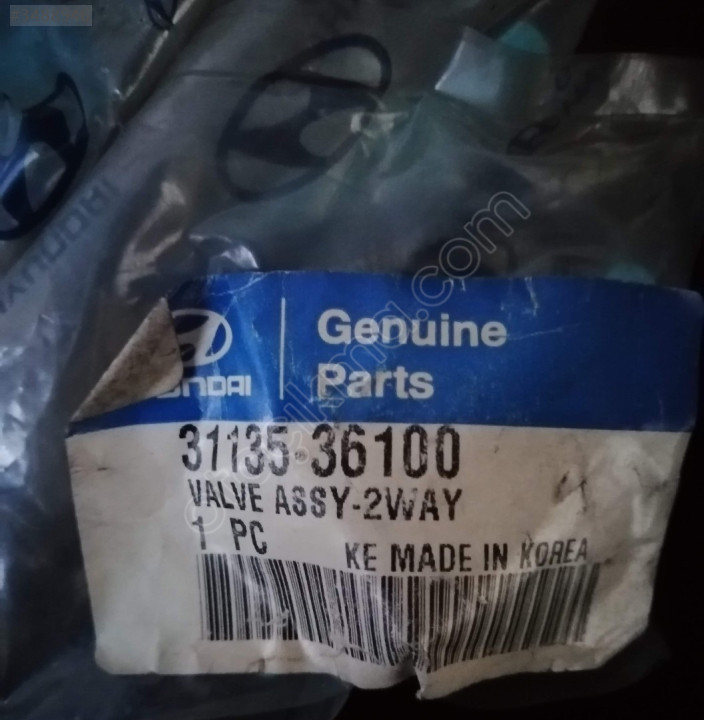 HYUNDAI
Genuine
Parts
31135-36100
VALVE ASSY-2WAY
1 PC
KE MADE IN KOREA